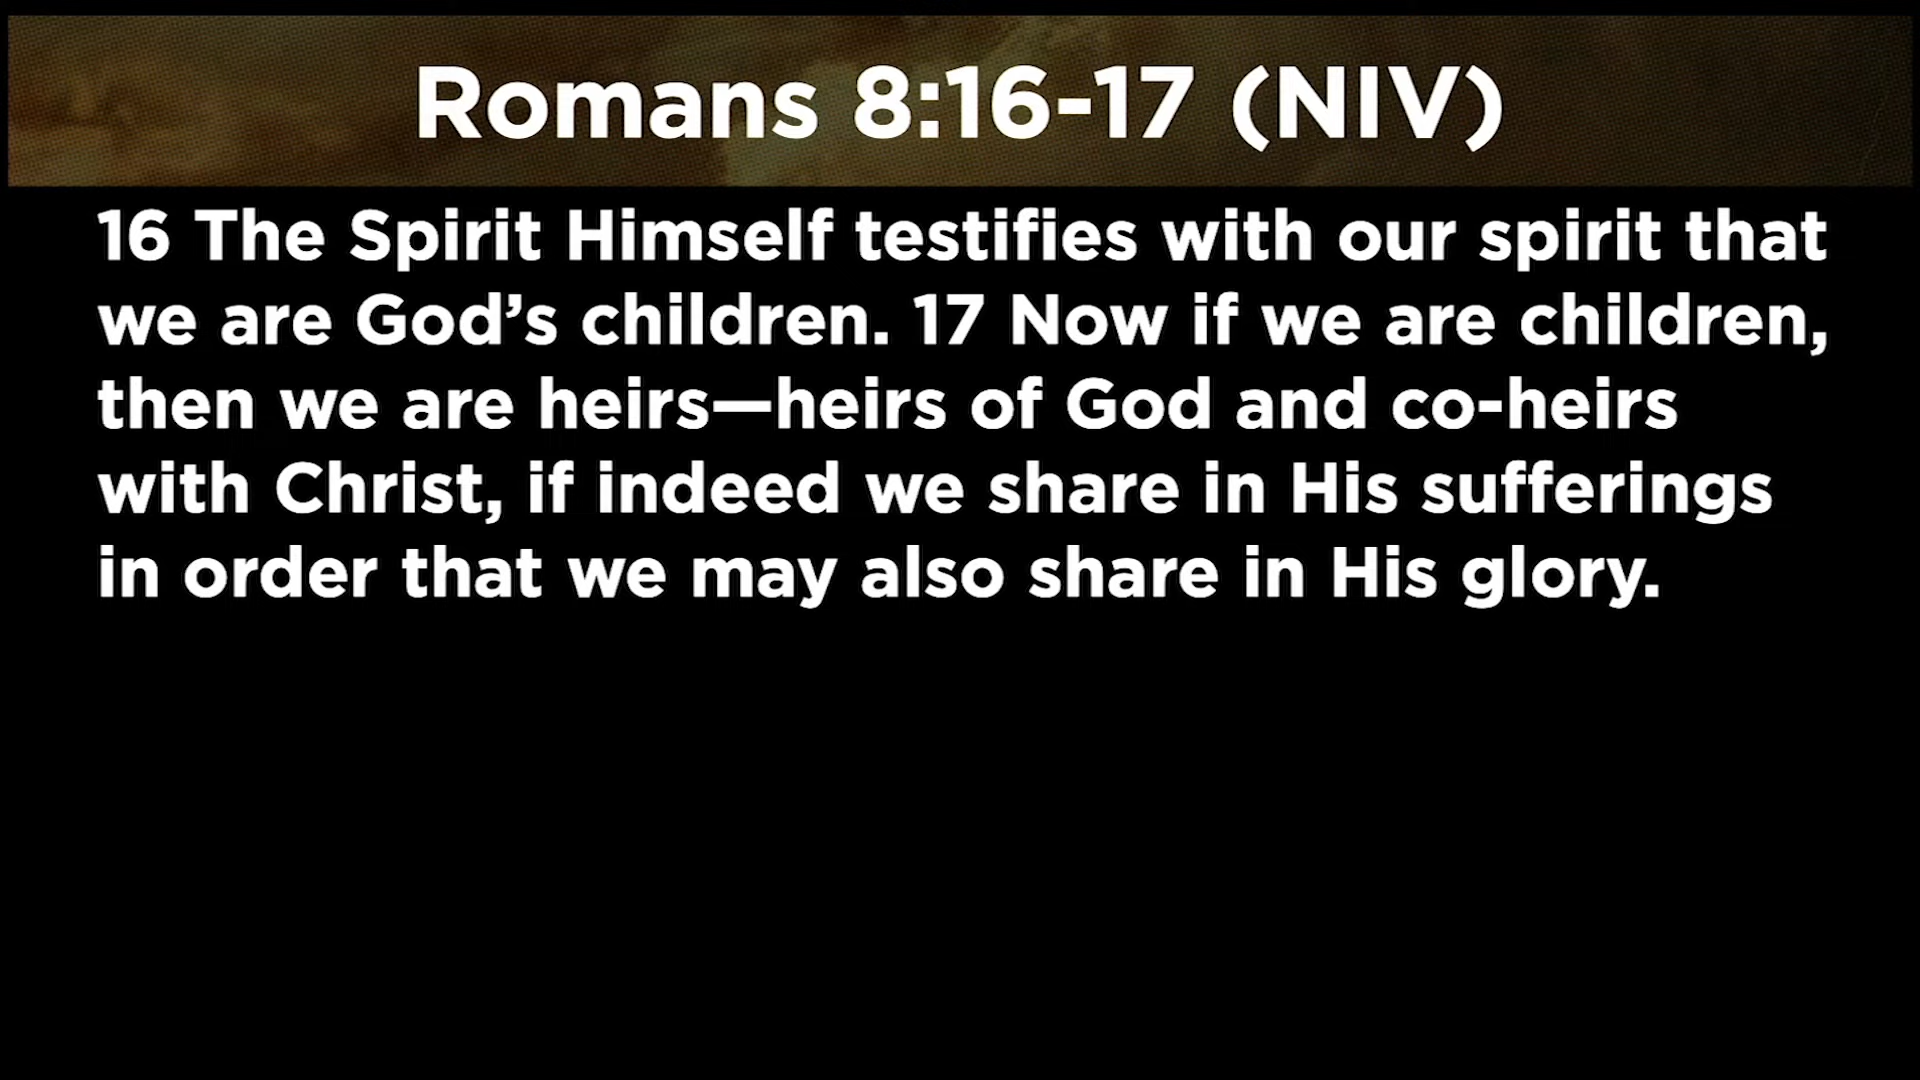 Romans 8:16-17 (NIV)
16 The Spirit Himself testifies with our spirit that
we are God’s children. 17 Now if we are children,
then we are heirs—heirs of God and co-heirs
with Christ, if indeed we share in His sufferings
in order that we may also share in His glory.